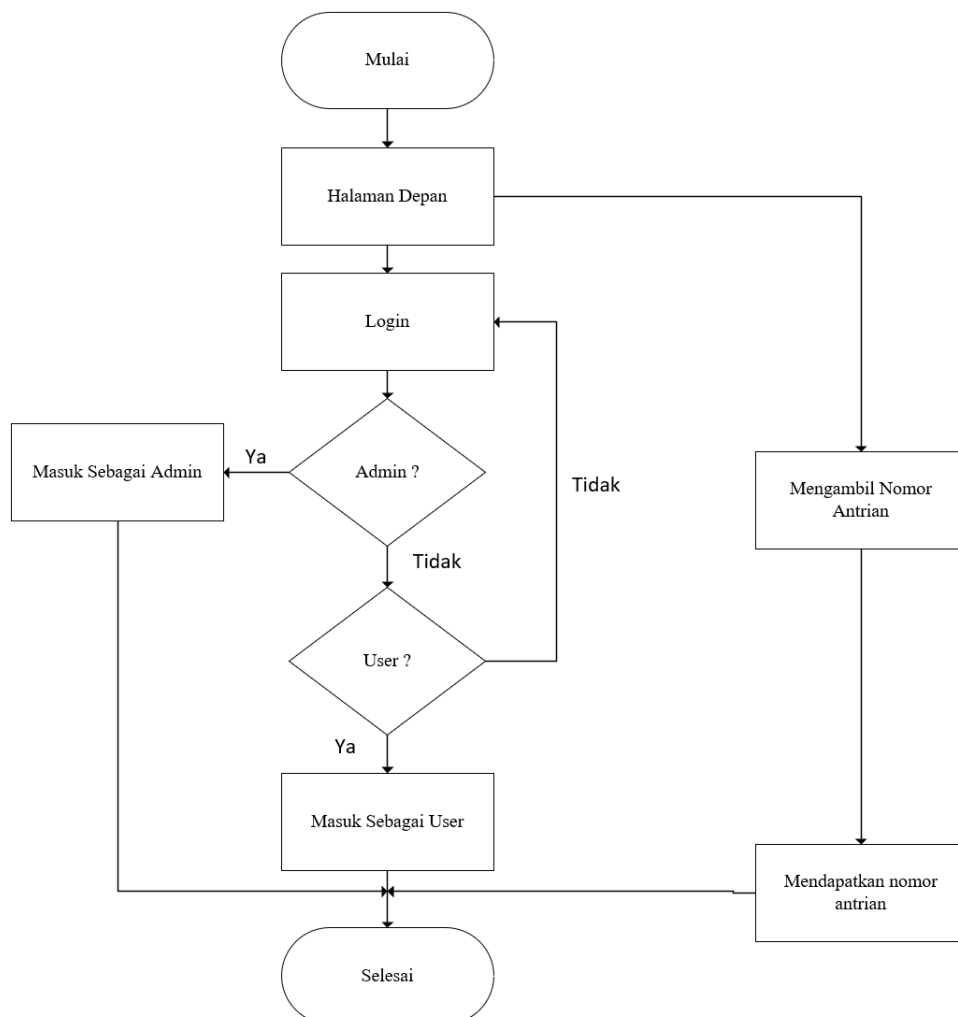 Mulai
Halaman Depan
Login
Ya
Masuk Sebagai Admin
Admin ?
Tidak
Mengambil Nomor
Antrian
Tidak
User ?
Ya
Masuk Sebagai User
Mendapatkan nomor
antrian
Selesai